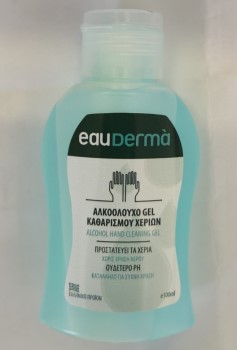 eauDermà
ΑΛΚΟΟΛΟΥΧΟ GEL
ΚΑΘΑΡΙΣΜΟΥ ΧΕΡΙΩΝ
ALCOHOL HAND CLEANING GEL
ΠΡΟΣΤΑΤΕΥΕΙ ΤΑ ΧΕΡΙΑ
ΧΩΡΙΣ ΧΡΗΣΗ ΝΕΡΟΥ
ΟΥΔΕΤΕΡΟ PH
ΚΑΤΑΛΛΗΛΟ ΓΙΑ ΣΥΧΝΗ ΧΡΗΣΗ